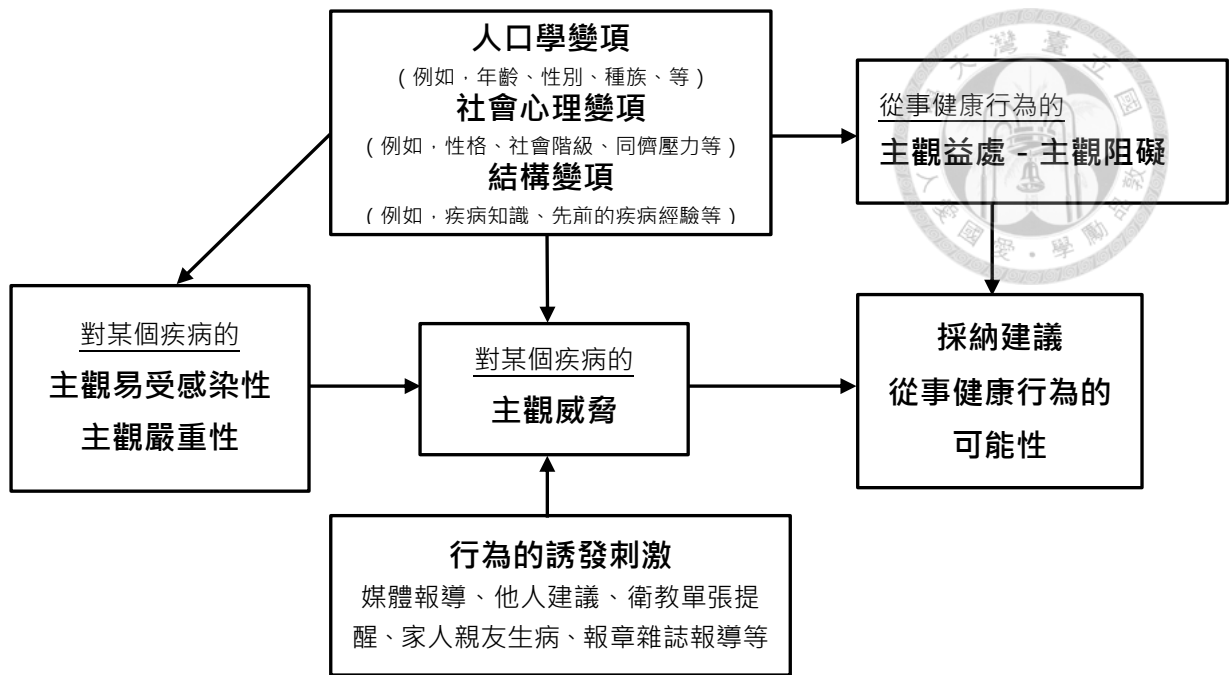 人口學變項
(例如，年齡、性別、種族、等)
社會心理變項
(例如，性格、社會階級、同儕壓力等)
結構變項
(例如，疾病知識、先前的疾病經驗等)
從事健康行為的
主觀益處 - 主觀阻礙
對某個疾病的
主觀易受感染性
主觀嚴重性
對某個疾病的
主觀威脅
採納建議
從事健康行為的
可能性
行為的誘發刺激
媒體報導、他人建議、衛教單張提
醒、家人親友生病、報章雜誌報導等